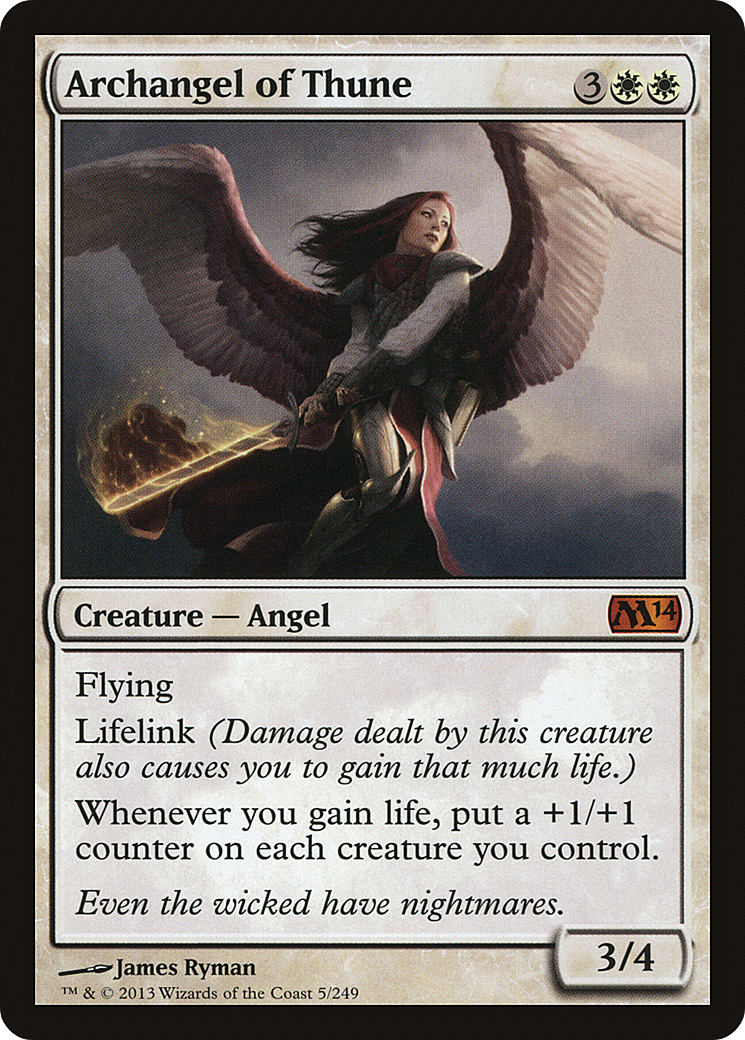 Archangel of Thune 3
Creature — Angel M14
Flying
Lifelink (Damage dealt by this creature
also causes you to gain that much life.)
Whenever you gain life, put a +1/+1
counter on each creature you control.
Even the wicked have nightmares.
3/4
James Ryman
™ & © 2013 Wizards of the Coast 5/249